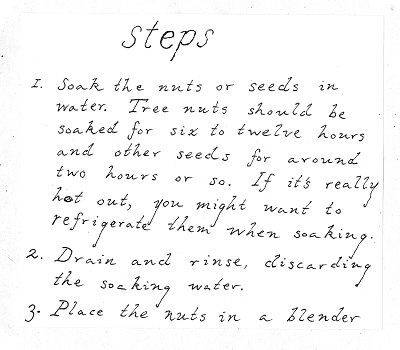 Steps
1. Soak the nuts or seeds in
water. Tree nuts should be
soaked for six to twelve hours
and other seeds for around
two hours or so. If it's really
hot out, you might want to
refrigerate them when soaking.
2. Drain and rinse, discarding
the soaking water.
3. Place the nuts in a blender